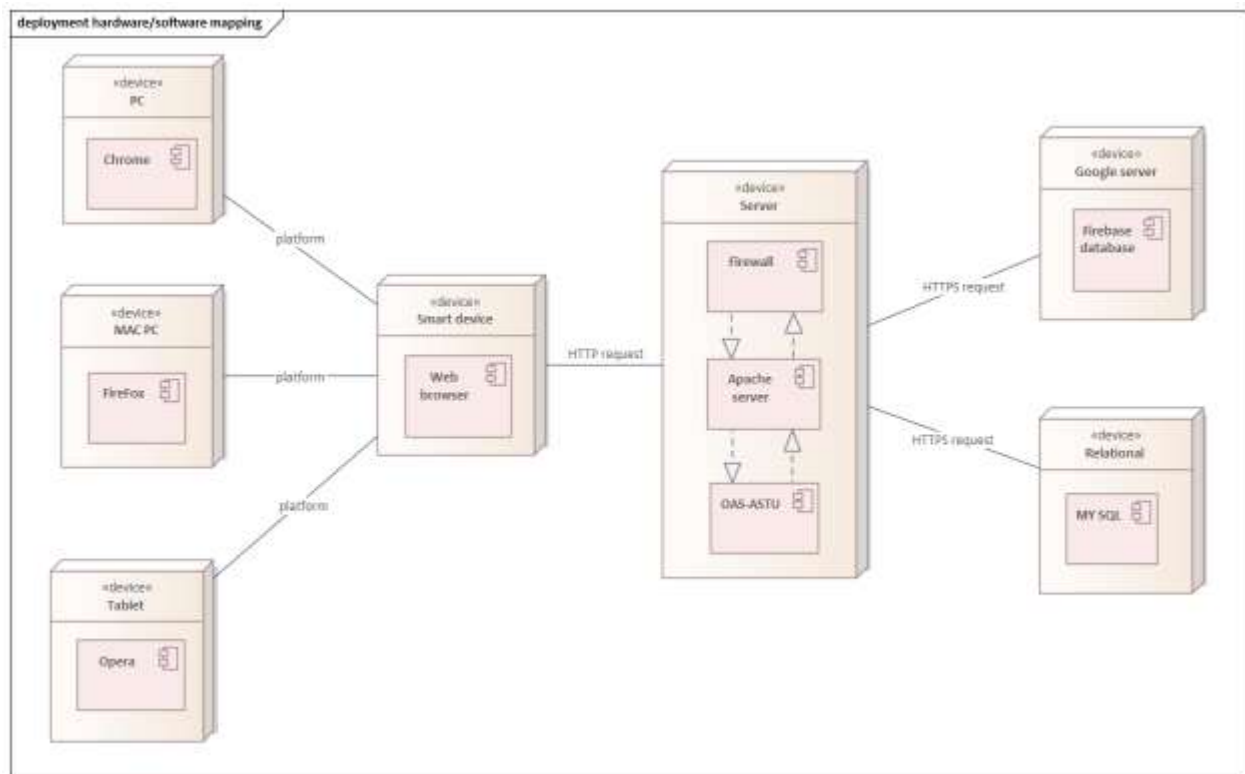 deployment hardware/software mapping
«device»
PC
Chrome
platform
«device»
MAC PC
FireFox
platform
«device»
Tablet
Opera
platform
«device»
Smart device
Web
browser
HTTP request
«device»
Server
firewall
Apache
server
OAS-ASTU
HTTPS request
«device»
Google server
Firebase
database
HTTPS request
«device»
Relational
MY SQL